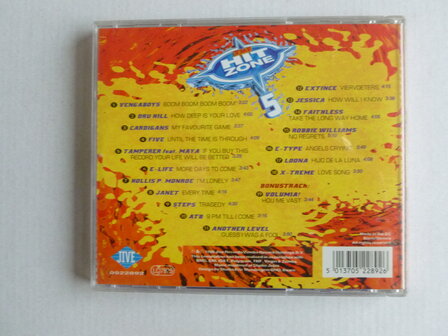 HIT
ZONE
5
1 VENGABOYS BOOM BOOM BOOM BOOM! 3:22
2 DRU HILL HOW DEEP IS YOUR LOVE
3 CARDIGANS MY FAVOURITE GAME
4 FIVE UNTIL THE TIME IS THROUGH
5 TAMPERER feat. MAYA IF YOU BUY THIS
RECORD YOUR LIFE WILL BE BETTER
6 E-LIFE MORE DAYS TO COME
7 HOLLIS P. MONROE I'M LONELY
8 JANET EVERY TIME
9 STEPS TRAGEDY
10 ATB 9 PM TILL I COME
11 ANOTHER LEVEL
GUESS I WAS A FOOL
12 EXTINCE VIERVOETERS
13 JESSICA HOW WILL I KNOW
14 FAITHLESS
TAKE THE LONG WAY HOME
15 ROBBIE WILLIAMS
NO REGRETS
16 E-TYPE ANGELS CRYING
17 LOONA HIJO DE LA LUNA
18 X-TREME LOVE SONG
BONUSTRACK:
19 VOLUMIA!
HOU ME VAST
JIVE
0522892
5 013705 228926